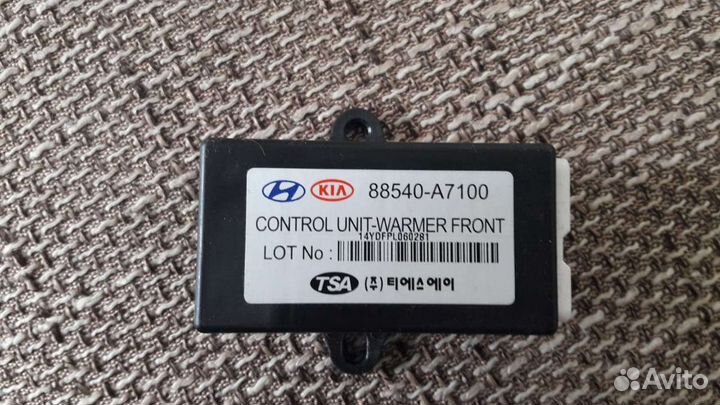 KIA 88540-A7100
CONTROL UNIT-WARMER FRONT
14YDFPL060281
LOT No :
TSA (주) 티에스에이
Avito